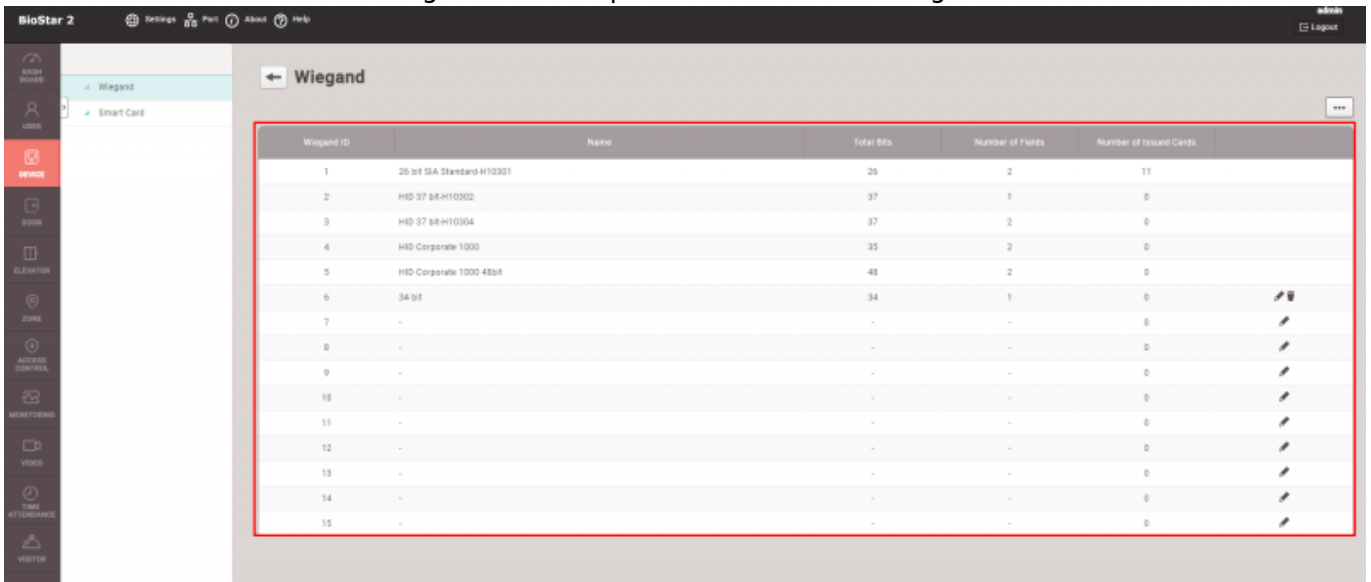 BioStar 2 Settings Port About Help admin
Logout
DASH
BOARD
USER
DEVICE
DOOR
ELEVATOR
ZONE
ACCESS
CONTROL
MONITORING
VIDEO
TIME
ATTENDANCE
VISITOR
Wiegand
Smart Card
Wiegand
Wiegand ID Name Total Bits Number of Fields Number of Issued Cards
1 26 bit SIA Standard-H10301 26 2 11
2 HID 37 bit-H10302 37 1 0
3 HID 37 bit-H10304 37 2 0
4 HID Corporate 1000 35 2 0
5 HID Corporate 1000 48bit 48 2 0
6 34 bit 34 1 0
7 - - - 0
8 - - - 0
9 - - - 0
10 - - - 0
11 - - - 0
12 - - - 0
13 - - - 0
14 - - - 0
15 - - - 0